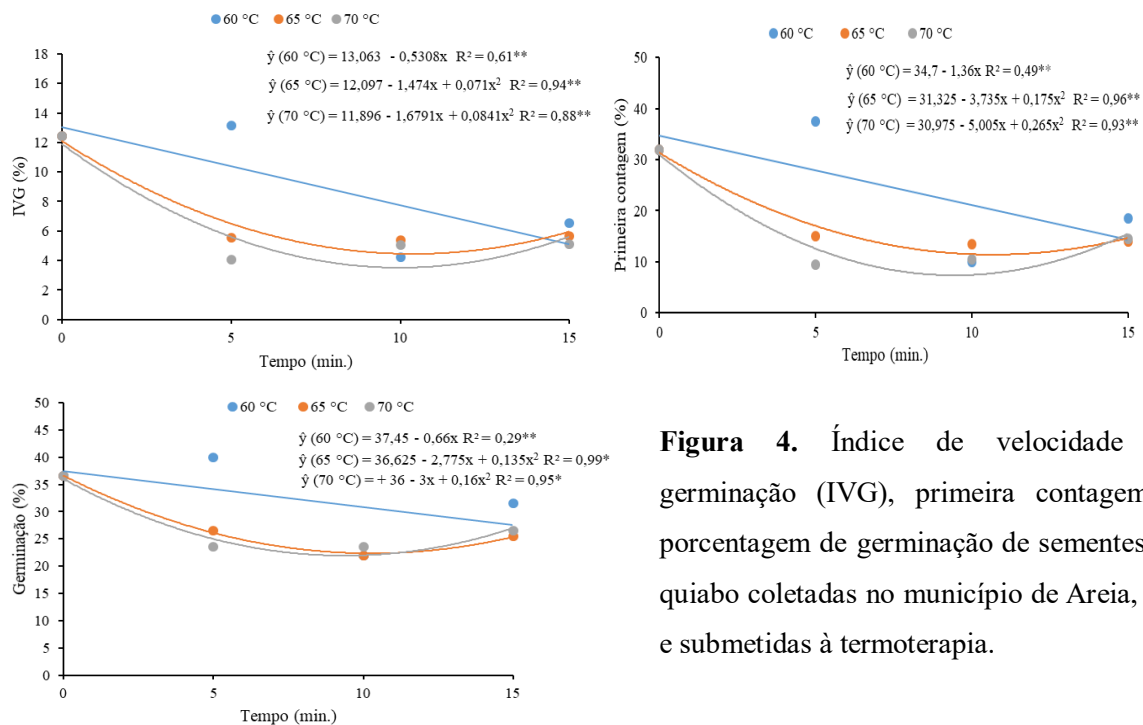 60 °C 65 °C 70 °C
ŷ (60 °C) = 13,063 - 0,5308x R² = 0,61**
ŷ (65 °C) = 12,097 - 1,474x + 0,071x² R² = 0,94**
ŷ (70 °C) = 11,896 - 1,6791x + 0,0841x² R² = 0,88**
IVG (%)
18
16
14
12
10
8
6
4
2
0
0 5 10 15
Tempo (min.)
60 °C 65 °C 70 °C
ŷ (60 °C) = 34,7 - 1,36x R² = 0,49**
ŷ (65 °C) = 31,325 - 3,735x + 0,175x² R² = 0,96**
ŷ (70 °C) = 30,975 - 5,005x + 0,265x² R² = 0,93**
Primeira contagem (%)
50
40
30
20
10
0
0 5 10 15
Tempo (min.)
60 °C 65 °C 70 °C
ŷ (60 °C) = 37,45 - 0,66x R² = 0,29**
ŷ (65 °C) = 36,625 - 2,775x + 0,135x² R² = 0,99*
ŷ (70 °C) = + 36 - 3x + 0,16x² R² = 0,95*
Germinação (%)
50
45
40
35
30
25
20
15
10
5
0
0 5 10 15
Tempo (min.)
Figura 4. Índice de velocidade
germinação (IVG), primeira contagem
porcentagem de germinação de sementes
quiabo coletadas no município de Areia,
e submetidas à termoterapia.